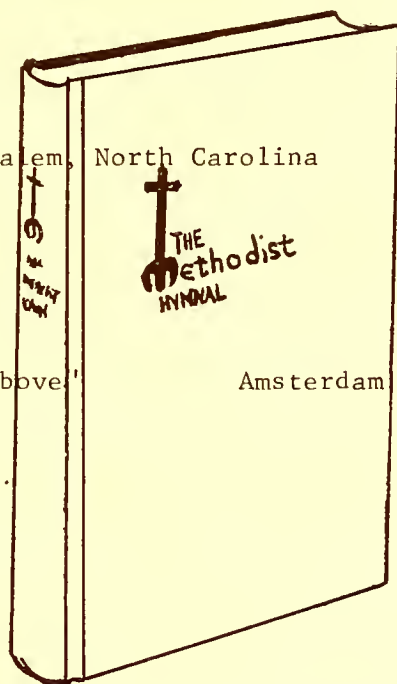 alem, North Carolina
THE
Methodist
HYMNAL
bove" Amsterdam